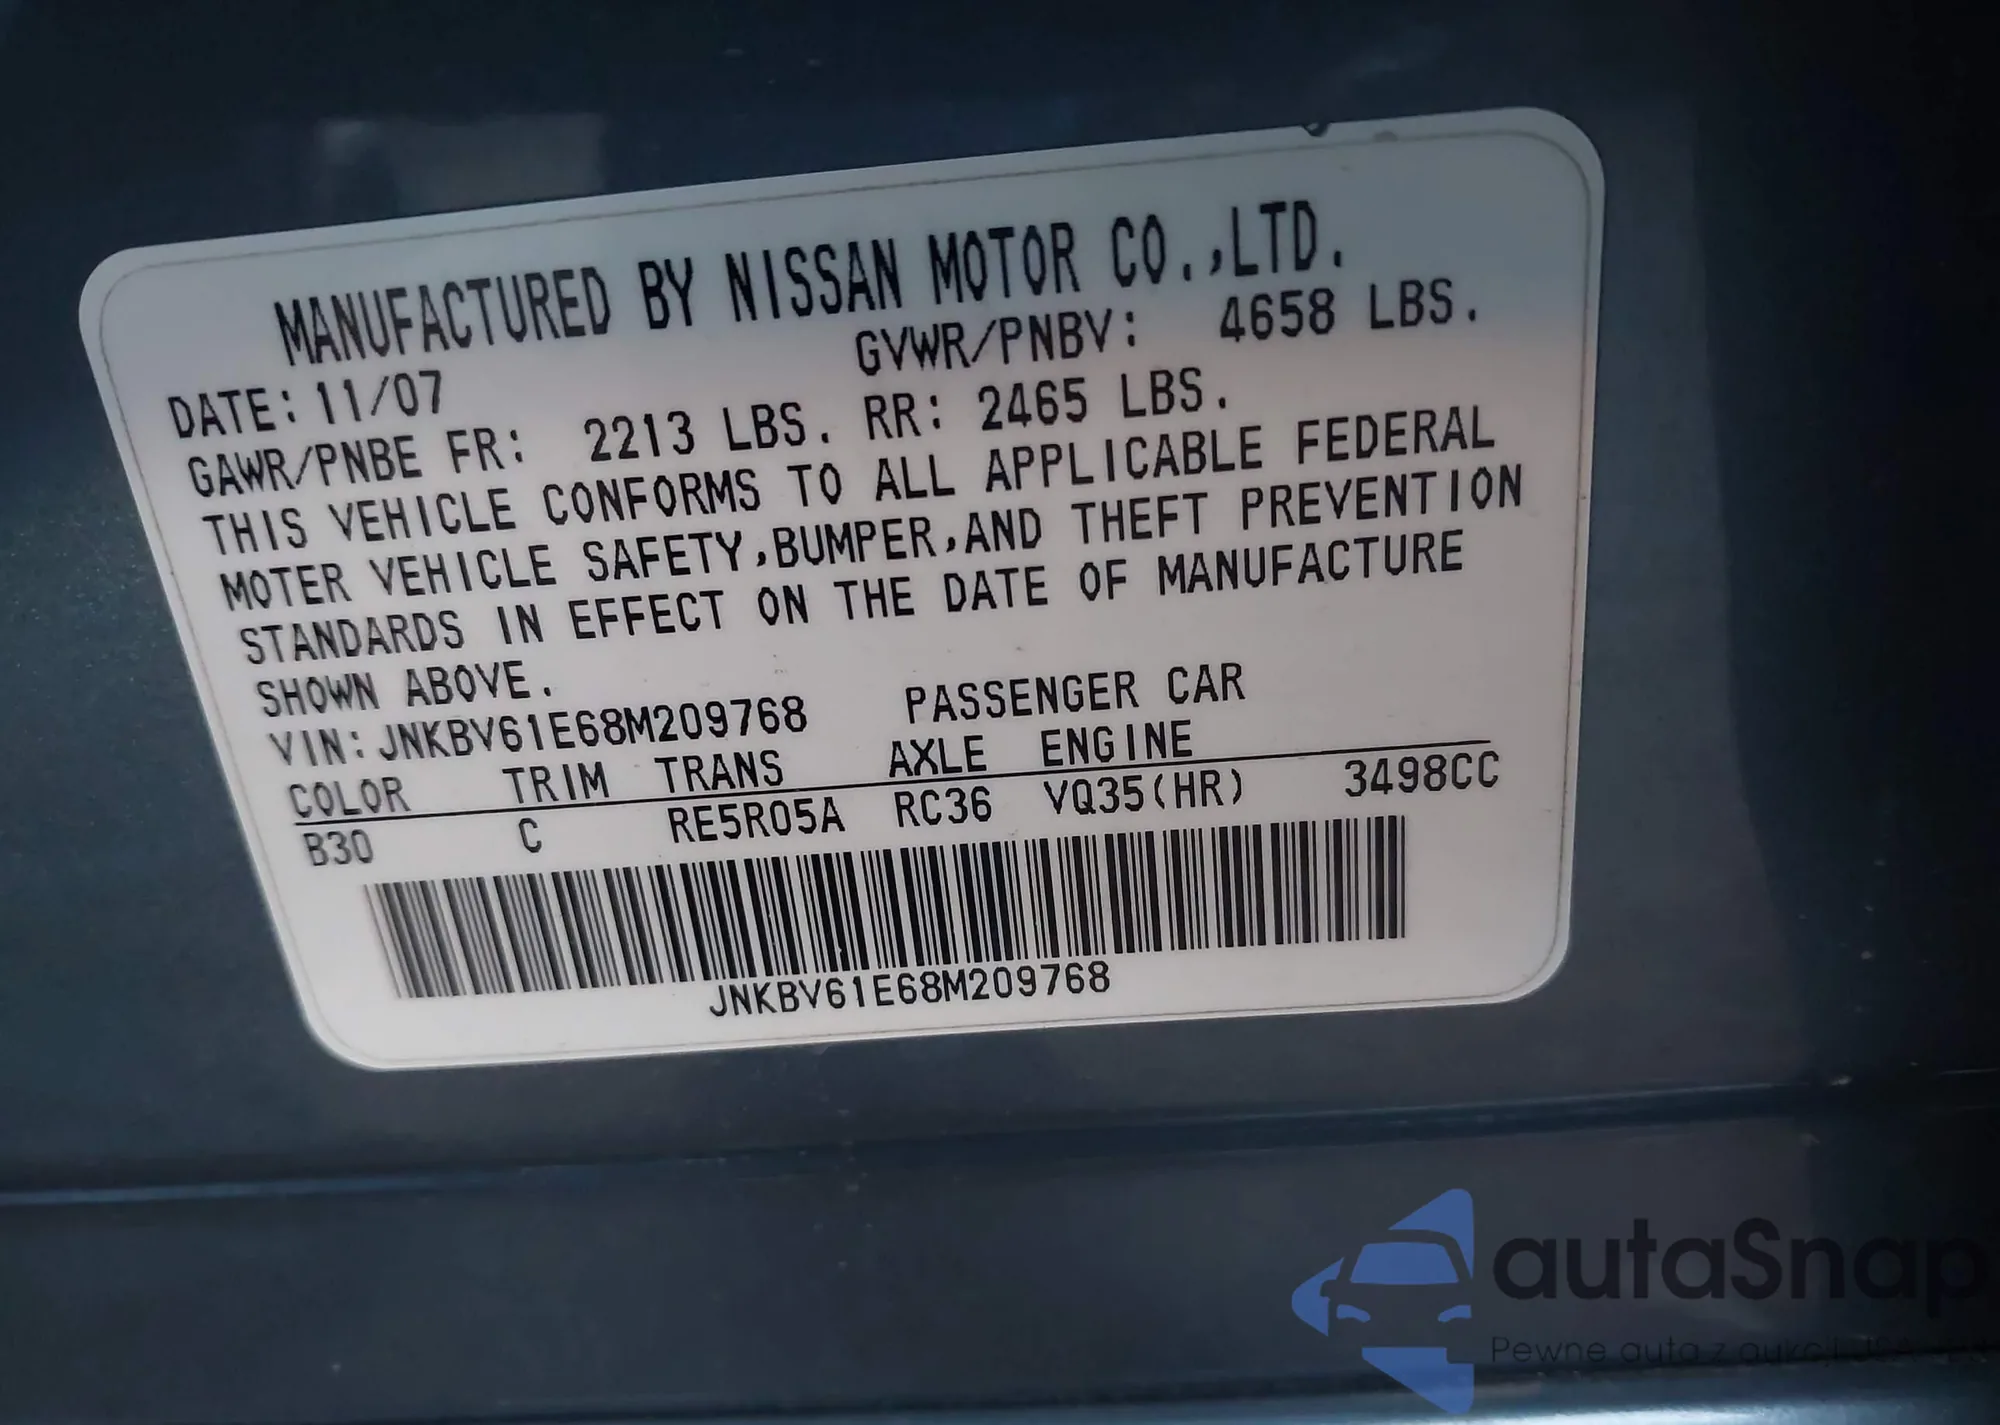 MANUFACTURED BY NISSAN MOTOR CO.,LTD.
DATE: 11/07 GVWR/PNBV: 4658 LBS.
GAWR/PNBE FR: 2213 LBS. RR: 2465 LBS.
THIS VEHICLE CONFORMS TO ALL APPLICABLE FEDERAL
MOTER VEHICLE SAFETY,BUMPER,AND THEFT PREVENTION
STANDARDS IN EFFECT ON THE DATE OF MANUFACTURE
SHOWN ABOVE.
VIN: JNKBV61E68M209768 PASSENGER CAR
COLOR TRIM TRANS AXLE ENGINE
B30 C RE5R05A RC36 VQ35(HR) 3498CC
JNKBV61E68M209768
autaSnap
Pewne auta z aukcji